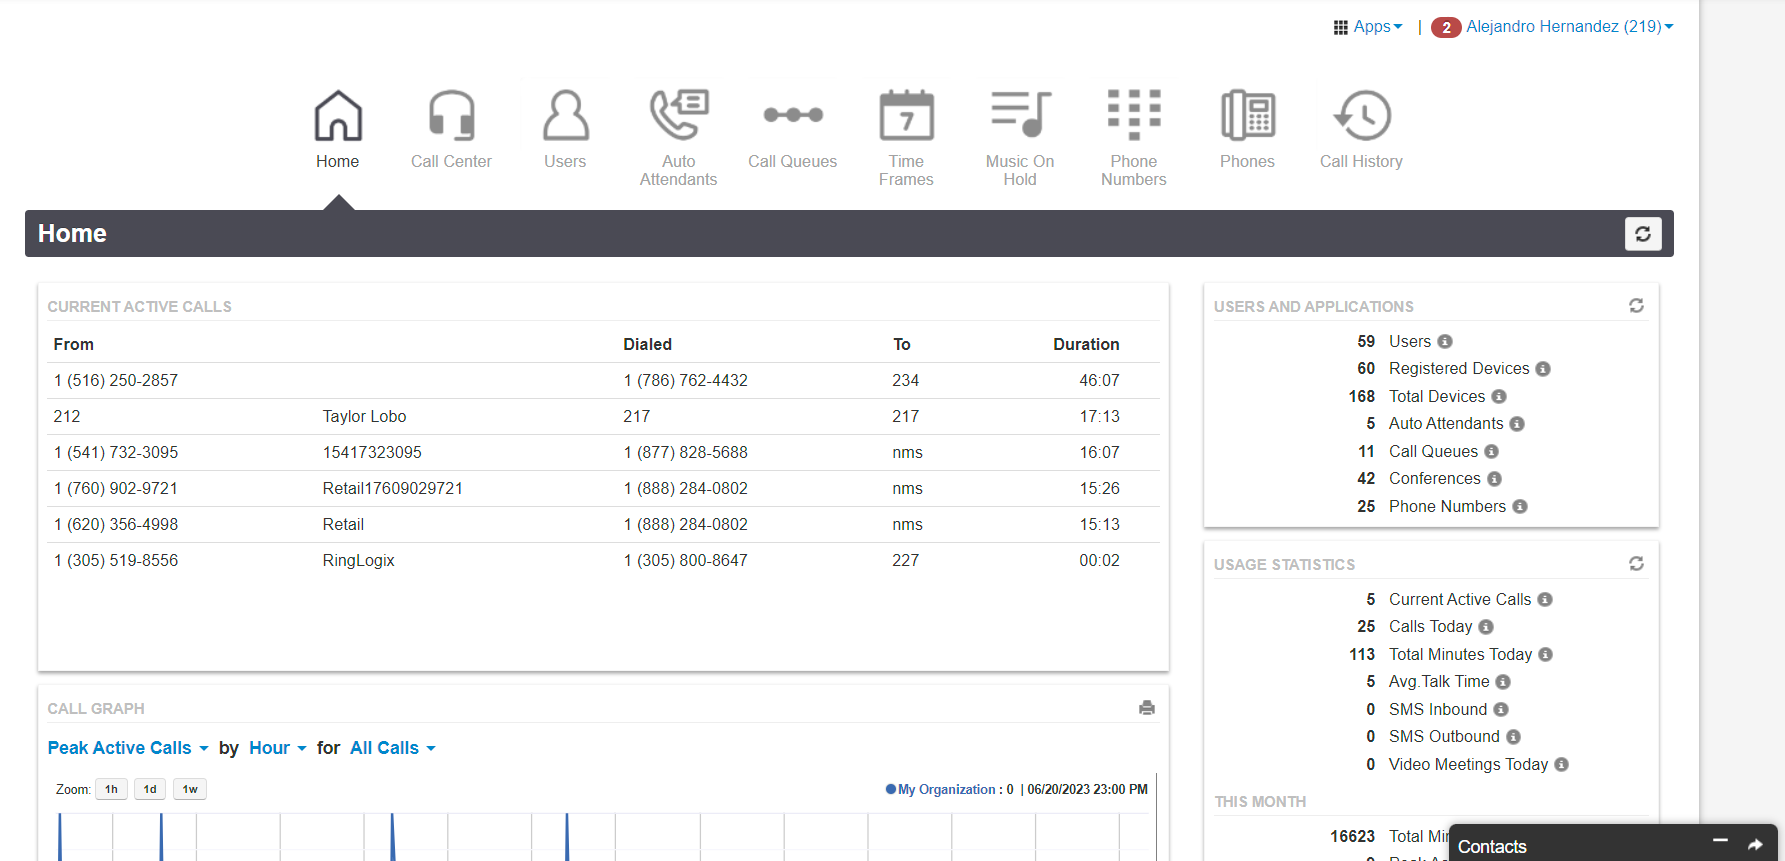 Apps | 2 Alejandro Hernandez (219)
Home
Call Center
Users
Auto
Attendants
Call Queues
7
Time
Frames
Music On
Hold
Phone
Numbers
Phones
Call History
Home
CURRENT ACTIVE CALLS
From Dialed To Duration
1 (516) 250-2857 1 (786) 762-4432 234 46:07
212 Taylor Lobo 217 217 17:13
1 (541) 732-3095 15417323095 1 (877) 828-5688 nms 16:07
1 (760) 902-9721 Retail17609029721 1 (888) 284-0802 nms 15:26
1 (620) 356-4998 Retail 1 (888) 284-0802 nms 15:13
1 (305) 519-8556 RingLogix 1 (305) 800-8647 227 00:02
CALL GRAPH
Peak Active Calls by Hour for All Calls
Zoom: 1h 1d 1w
My Organization : 0 | 06/20/2023 23:00 PM
USERS AND APPLICATIONS
59 Users
60 Registered Devices
168 Total Devices
5 Auto Attendants
11 Call Queues
42 Conferences
25 Phone Numbers
USAGE STATISTICS
5 Current Active Calls
25 Calls Today
113 Total Minutes Today
5 Avg.Talk Time
0 SMS Inbound
0 SMS Outbound
0 Video Meetings Today
THIS MONTH
16623 Total
Contacts